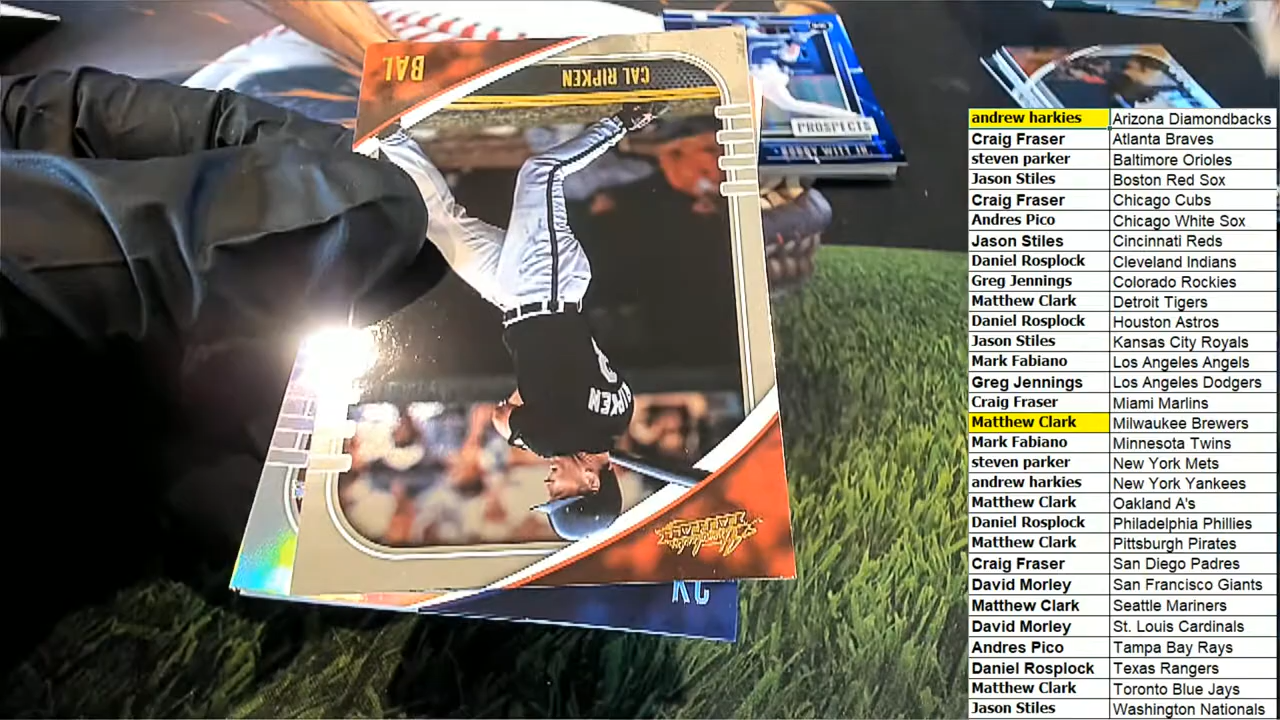 BAL
CAL RIPKEN
RIPKEN
Absolute
KC
PROSPECTS
BOBBY WITT JR.
andrew harkies Arizona Diamondbacks
Craig Fraser Atlanta Braves
steven parker Baltimore Orioles
Jason Stiles Boston Red Sox
Craig Fraser Chicago Cubs
Andres Pico Chicago White Sox
Jason Stiles Cincinnati Reds
Daniel Rosplock Cleveland Indians
Greg Jennings Colorado Rockies
Matthew Clark Detroit Tigers
Daniel Rosplock Houston Astros
Jason Stiles Kansas City Royals
Mark Fabiano Los Angeles Angels
Greg Jennings Los Angeles Dodgers
Craig Fraser Miami Marlins
Matthew Clark Milwaukee Brewers
Mark Fabiano Minnesota Twins
steven parker New York Mets
andrew harkies New York Yankees
Matthew Clark Oakland A's
Daniel Rosplock Philadelphia Phillies
Matthew Clark Pittsburgh Pirates
Craig Fraser San Diego Padres
David Morley San Francisco Giants
Matthew Clark Seattle Mariners
David Morley St. Louis Cardinals
Andres Pico Tampa Bay Rays
Daniel Rosplock Texas Rangers
Matthew Clark Toronto Blue Jays
Jason Stiles Washington Nationals